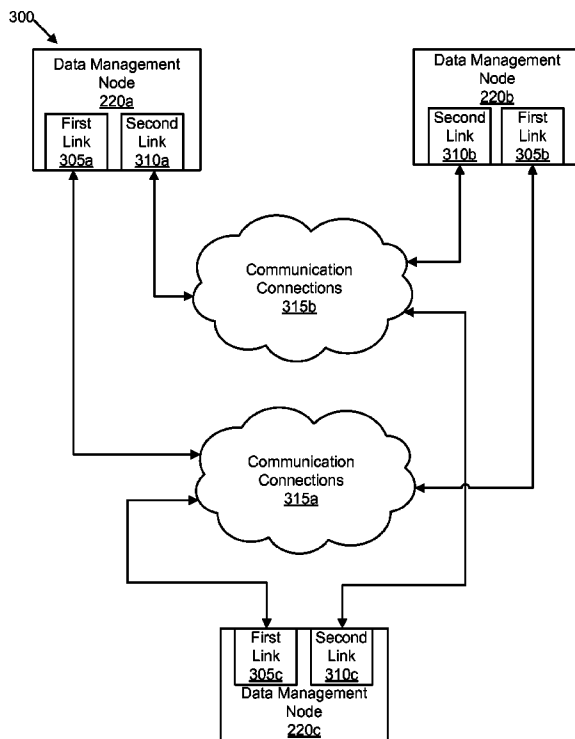 300
Data Management
Node
220a
First
Link
305a
Second
Link
310a
Data Management
Node
220b
Second
Link
310b
First
Link
305b
Communication
Connections
315b
Communication
Connections
315a
First
Link
305c
Second
Link
310c
Data Management
Node
220c